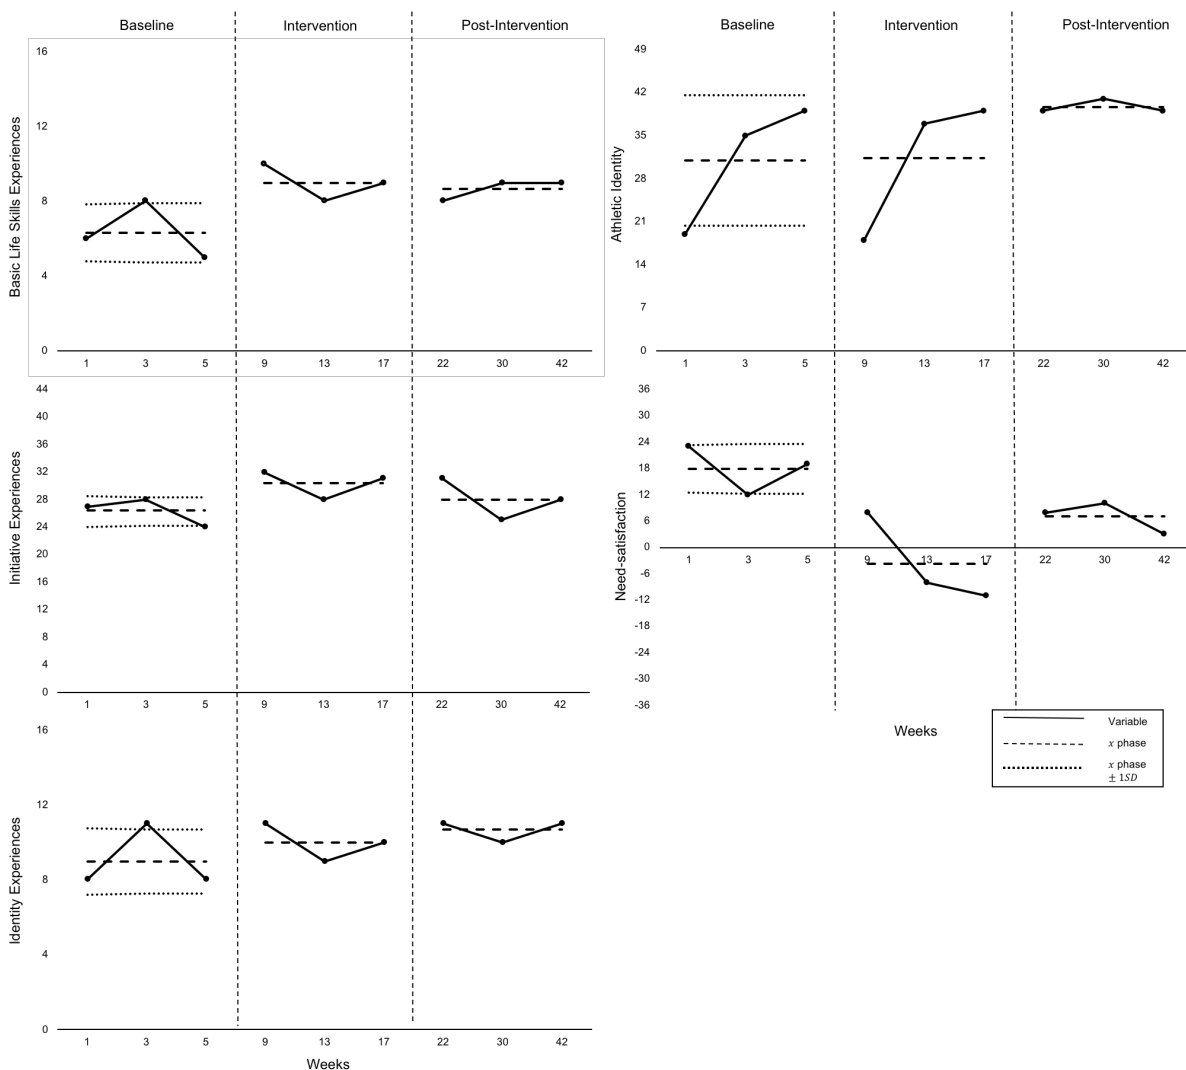 Baseline Intervention Post-Intervention
Basic Life Skills Experiences
16
12
8
4
0
1 3 5 9 13 17 22 30 42
Initiative Experiences
44
40
36
32
28
24
20
16
12
8
4
0
1 3 5 9 13 17 22 30 42
Identity Experiences
16
12
8
4
0
1 3 5 9 13 17 22 30 42
Weeks
Baseline Intervention Post-Intervention
Athletic Identity
49
42
35
28
21
14
7
0
1 3 5 9 13 17 22 30 42
Need-satisfaction
36
30
24
18
12
6
0
1 3 5 9 13 17 22 30 42
-6
-12
-18
-24
-30
-36
Weeks
Variable
x phase
x phase
± 1SD